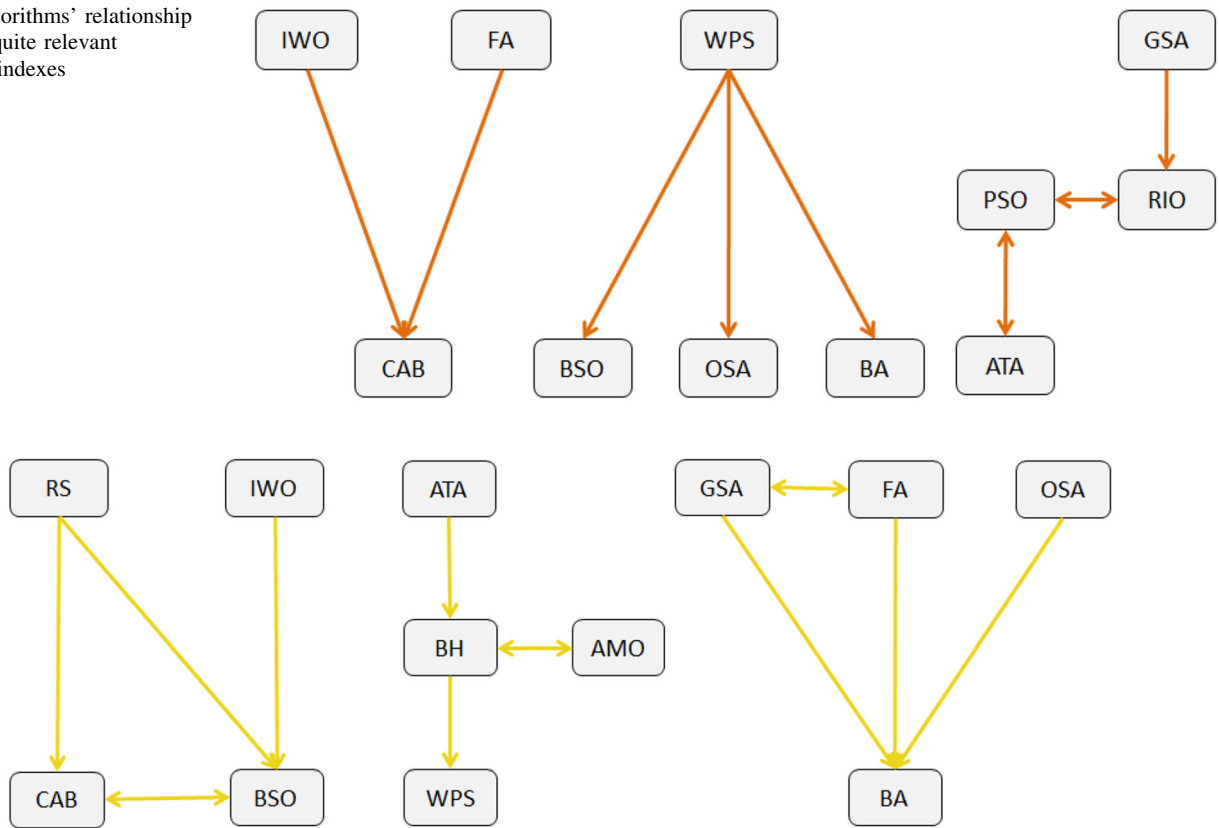 orithms' relationship
quite relevant
indexes
IWO
FA
WPS
GSA
PSO
RIO
CAB
BSO
OSA
BA
ATA
RS
IWO
ATA
GSA
FA
OSA
BH
AMO
CAB
BSO
WPS
BA